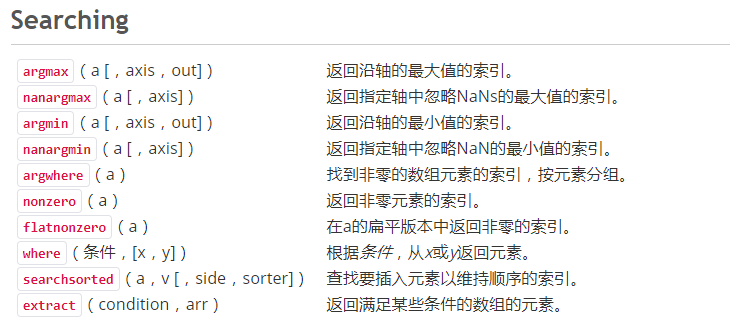 Searching
argmax ( a [ , axis , out] ) 返回沿轴的最大值的索引。
nanargmax ( a [ , axis] ) 返回指定轴中忽略NaNs的最大值的索引。
argmin ( a [ , axis , out] ) 返回沿轴的最小值的索引。
nanargmin ( a [ , axis] ) 返回指定轴中忽略NaN的最小值的索引。
argwhere ( a ) 找到非零的数组元素的索引，按元素分组。
nonzero ( a ) 返回非零元素的索引。
flatnonzero ( a ) 在a的扁平版本中返回非零的索引。
where ( 条件 , [x , y] ) 根据条件，从x或y返回元素。
searchsorted ( a , v [ , side , sorter] ) 查找要插入元素以维持顺序的索引。
extract ( condition , arr ) 返回满足某些条件的数组的元素。